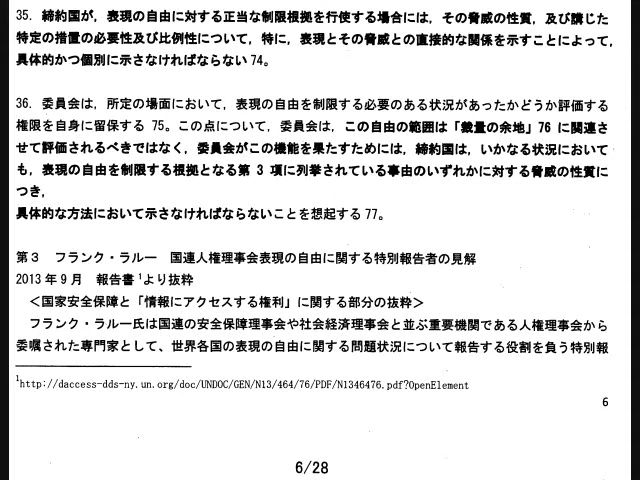 35. 締約国が，表現の自由に対する正当な制限根拠を行使する場合には，その脅威の性質，及び講じた
特定の措置の必要性及び比例性について，特に，表現とその脅威との直接的な関係を示すことによって，
具体的かつ個別に示さなければならない 74。
36. 委員会は，所定の場面において，表現の自由を制限する必要のある状況があったかどうか評価する
権限を自身に留保する 75。この点について，委員会は，この自由の範囲は「裁量の余地」76 に関連さ
せて評価されるべきではなく，委員会がこの機能を果たすためには，締約国は，いかなる状況において
も，表現の自由を制限する根拠となる第 3 項に列挙されている事由のいずれかに対する脅威の性質に
つき，
具体的な方法において示さなければならないことを想起する 77。
第３　フランク・ラルー　国連人権理事会表現の自由に関する特別報告者の見解
2013 年 9 月　報告書 1より抜粋
＜国家安全保障と「情報にアクセスする権利」に関する部分の抜粋＞
フランク・ラルー氏は国連の安全保障理事会や社会経済理事会と並ぶ重要機関である人権理事会から
委嘱された専門家として、世界各国の表現の自由に関する問題状況について報告する役割を負う特別報
1http://daccess-dds-ny.un.org/doc/UNDOC/GEN/N13/464/76/PDF/N1346476.pdf?OpenElement
6
6/28